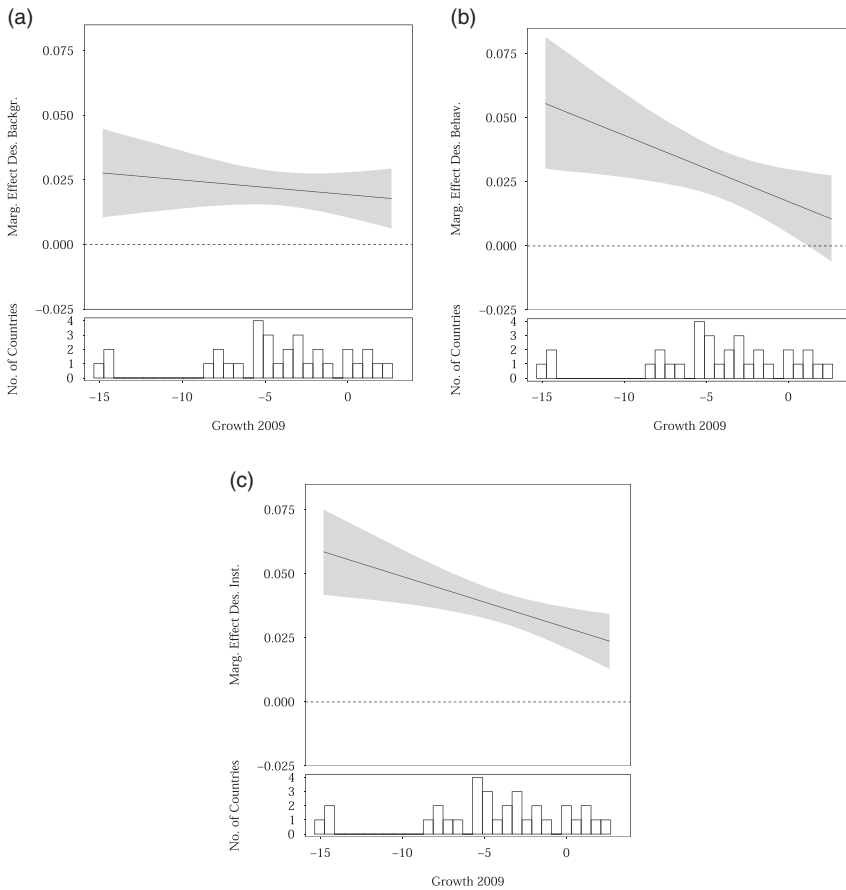 (a)
0.075
0.050
0.025
0.000
−0.025
Marg. Effect Des. Backgr.
4
3
2
1
0
No. of Countries
−15 −10 −5 0
Growth 2009
(b)
0.075
0.050
0.025
0.000
−0.025
Marg. Effect Des. Behav.
4
3
2
1
0
No. of Countries
−15 −10 −5 0
Growth 2009
(c)
0.075
0.050
0.025
0.000
−0.025
Marg. Effect Des. Inst.
4
3
2
1
0
No. of Countries
−15 −10 −5 0
Growth 2009